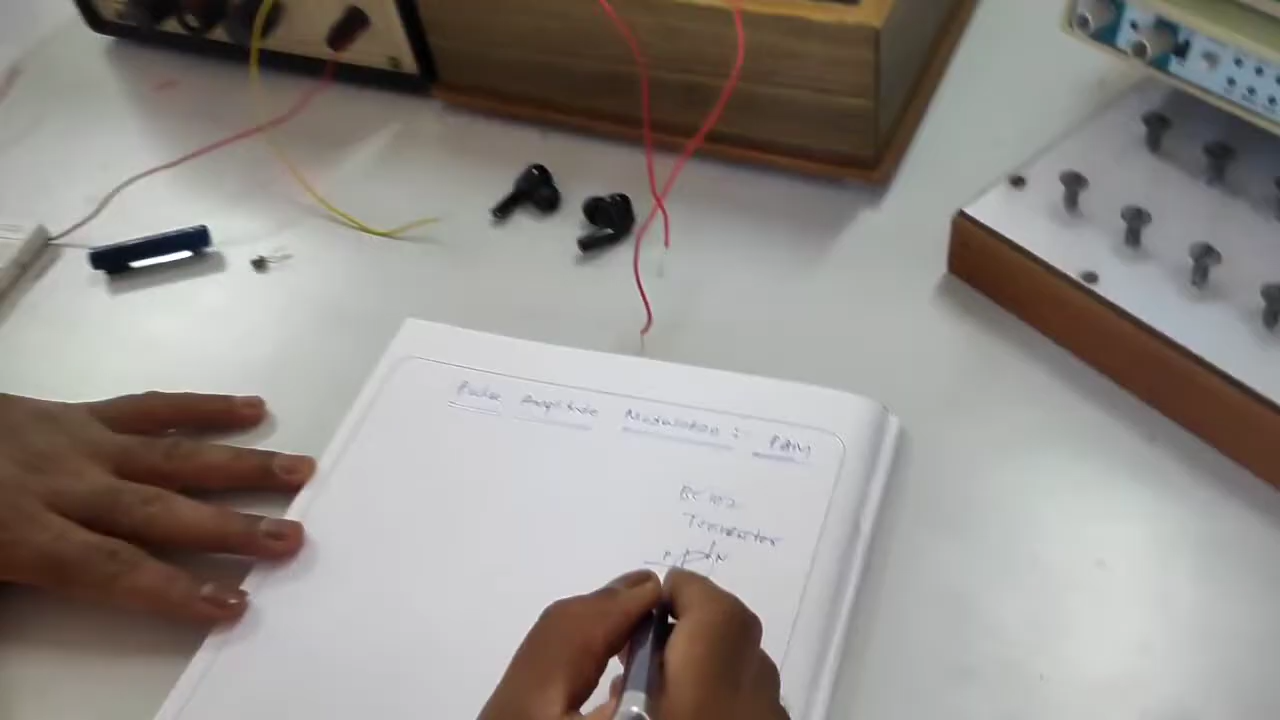 Pulse Amplitude Modulation :- PAM
BC 107
Transistor